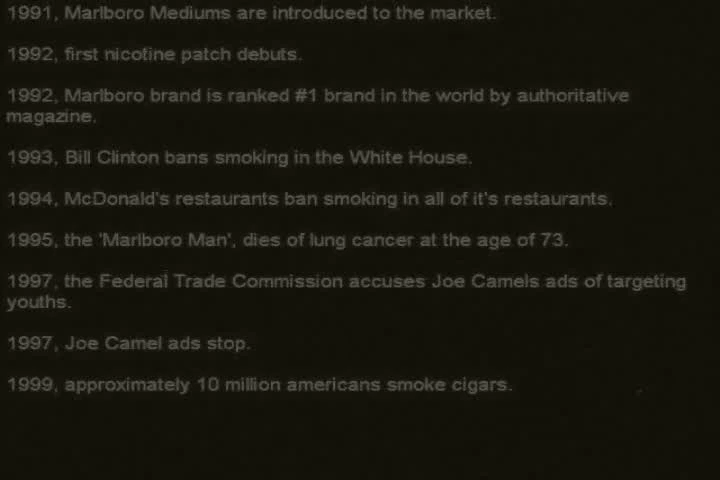 1991, Marlboro Mediums are introduced to the market.
1992, first nicotine patch debuts.
1992, Marlboro brand is ranked #1 brand in the world by authoritative
magazine.
1993, Bill Clinton bans smoking in the White House.
1994, McDonald's restaurants ban smoking in all of it's restaurants.
1995, the 'Marlboro Man', dies of lung cancer at the age of 73.
1997, the Federal Trade Commission accuses Joe Camels ads of targeting
youths.
1997, Joe Camel ads stop.
1999, approximately 10 million americans smoke cigars.